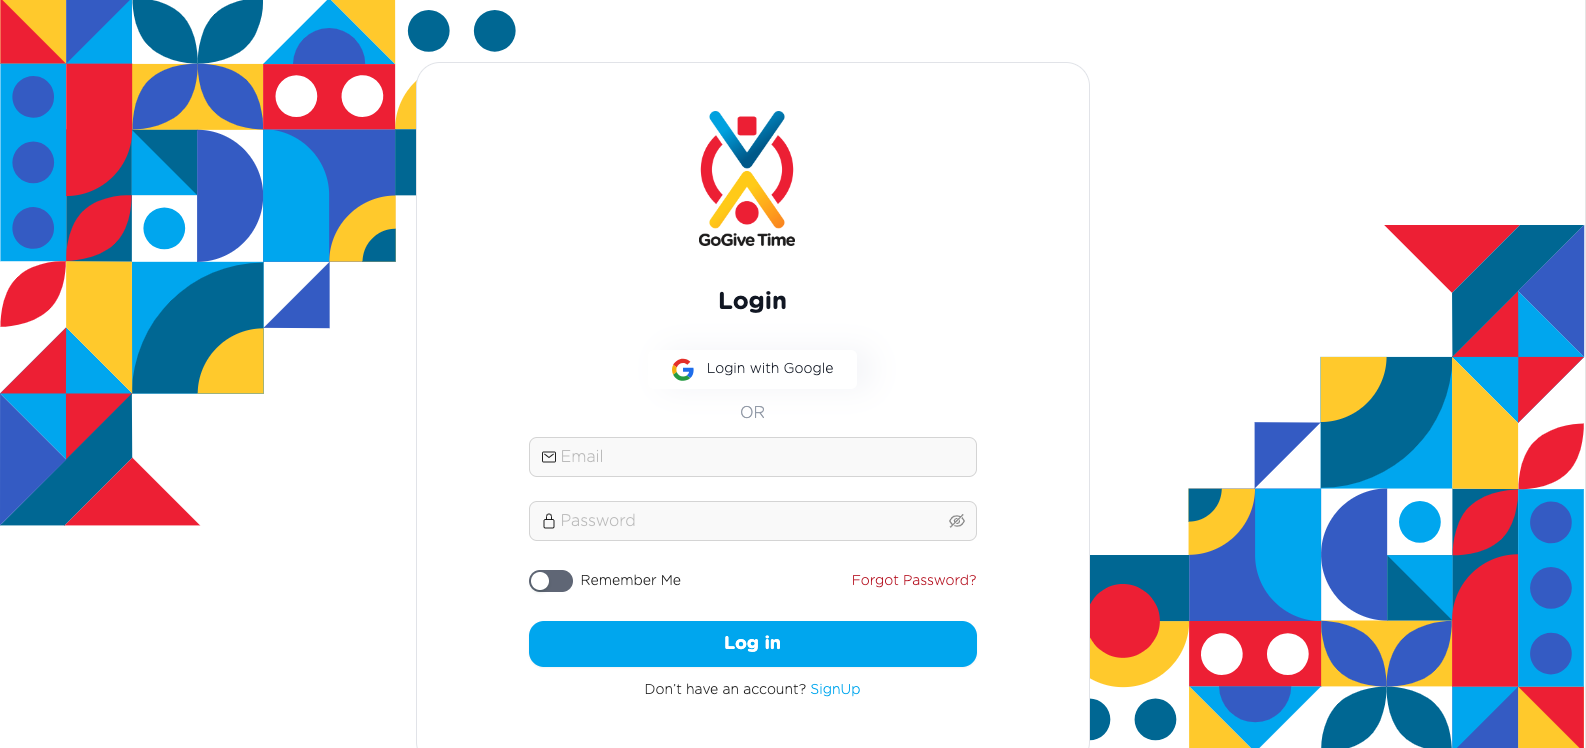 GoGive Time
Login
Login with Google
OR
Email
Password
Remember Me
Forgot Password?
Log in
Don't have an account? SignUp